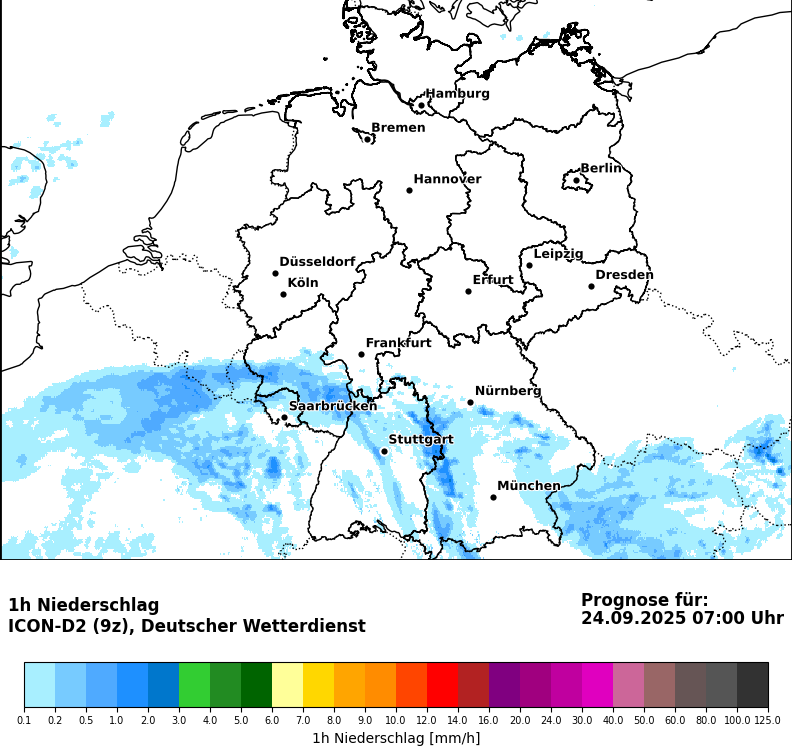 Hamburg
Bremen
Berlin
Hannover
Leipzig
Düsseldorf
Dresden
Köln
Erfurt
Frankfurt
Nürnberg
Saarbrücken
Stuttgart
München
1h Niederschlag
ICON-D2 (9z), Deutscher Wetterdienst
Prognose für:
24.09.2025 07:00 Uhr
0.1 0.2 0.5 1.0 2.0 3.0 4.0 5.0 6.0 7.0 9.0 10.0 12.0 14.0 16.0 20.0 24.0 30.0 40.0 50.0 60.0 80.0 100.0 125.0
1h Niederschlag [mm/h]